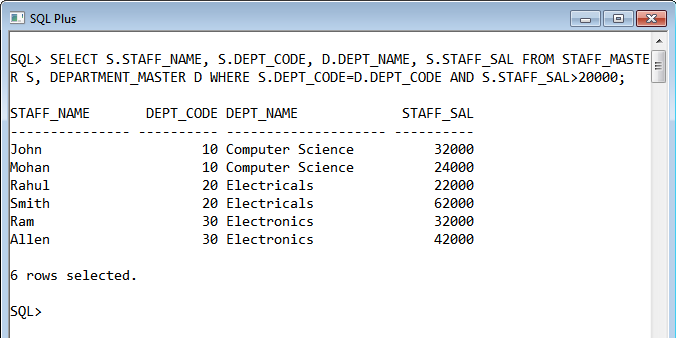 SQL Plus
SQL> SELECT S.STAFF_NAME, S.DEPT_CODE, D.DEPT_NAME, S.STAFF_SAL FROM STAFF_MASTE
R S, DEPARTMENT_MASTER D WHERE S.DEPT_CODE=D.DEPT_CODE AND S.STAFF_SAL>20000;
STAFF_NAME       DEPT_CODE DEPT_NAME             STAFF_SAL
--------------- ---------- -------------------- ----------
John                    10 Computer Science          32000
Mohan                   10 Computer Science          24000
Rahul                   20 Electricals               22000
Smith                   20 Electricals               62000
Ram                     30 Electronics               32000
Allen                   30 Electronics               42000
6 rows selected.
SQL>